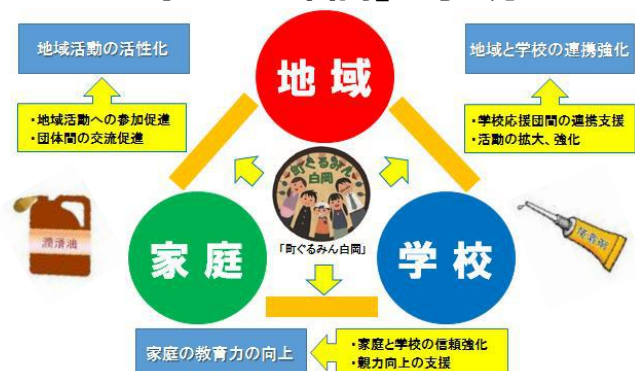 地域活動の活性化
地域と学校の連携強化
地域
・地域活動への参加促進
・団体間の交流促進
・学校応援団間の連携支援
・活動の拡大、強化
町ぐるみん
白岡
潤滑油
接着剤
「町ぐるみん白岡」
家庭
学校
家庭の教育力の向上
・家庭と学校の信頼強化
・親力向上の支援